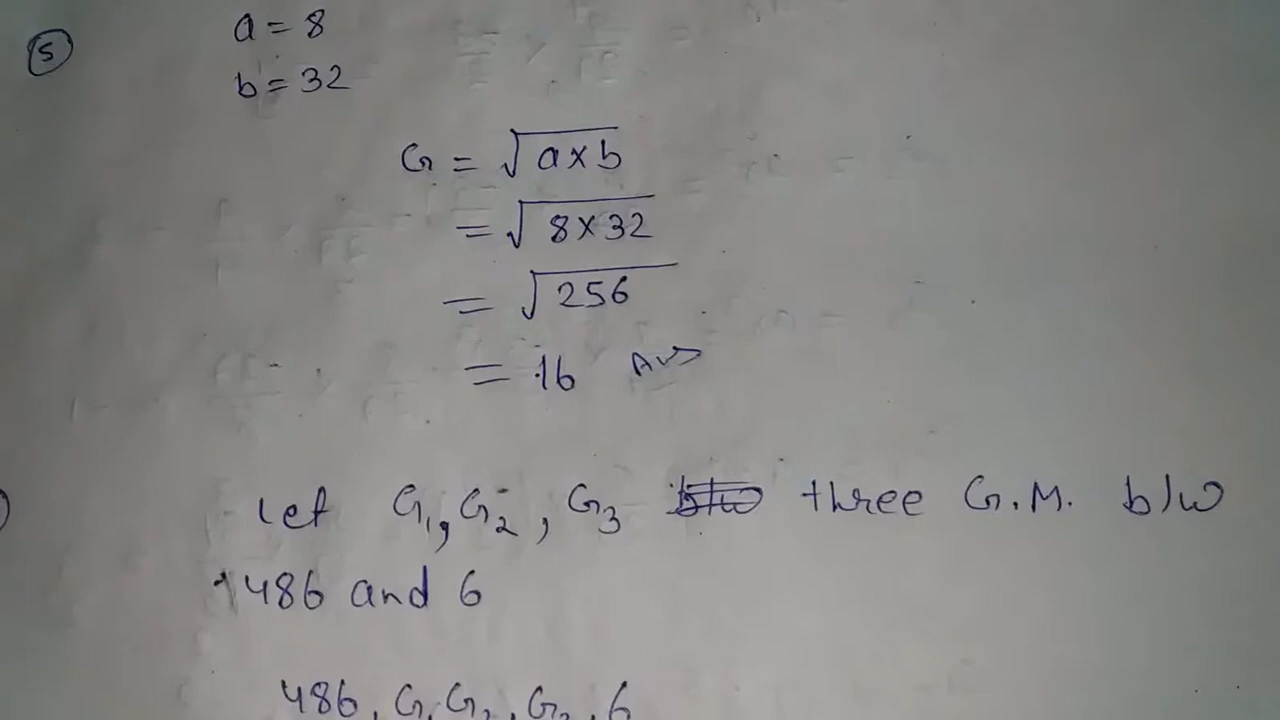 5
a = 8
b = 32
G = √a×b
= √8×32
= √256
= 16 Ans
Let G₁, G₂, G₃ three G.M. b/w
486 and 6
486, G₁ G₂, G₃, 6